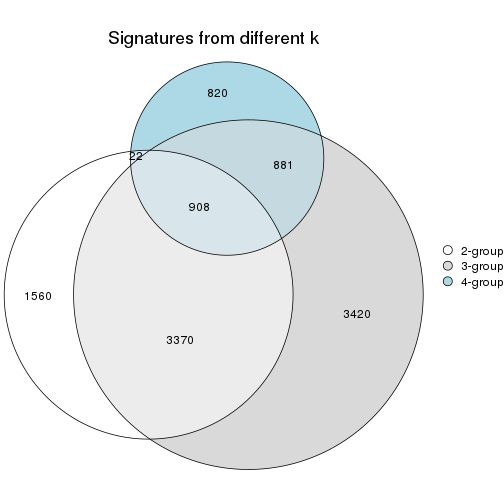 Signatures from different k
820
22
881
908
1560
3420
3370
2-group
3-group
4-group